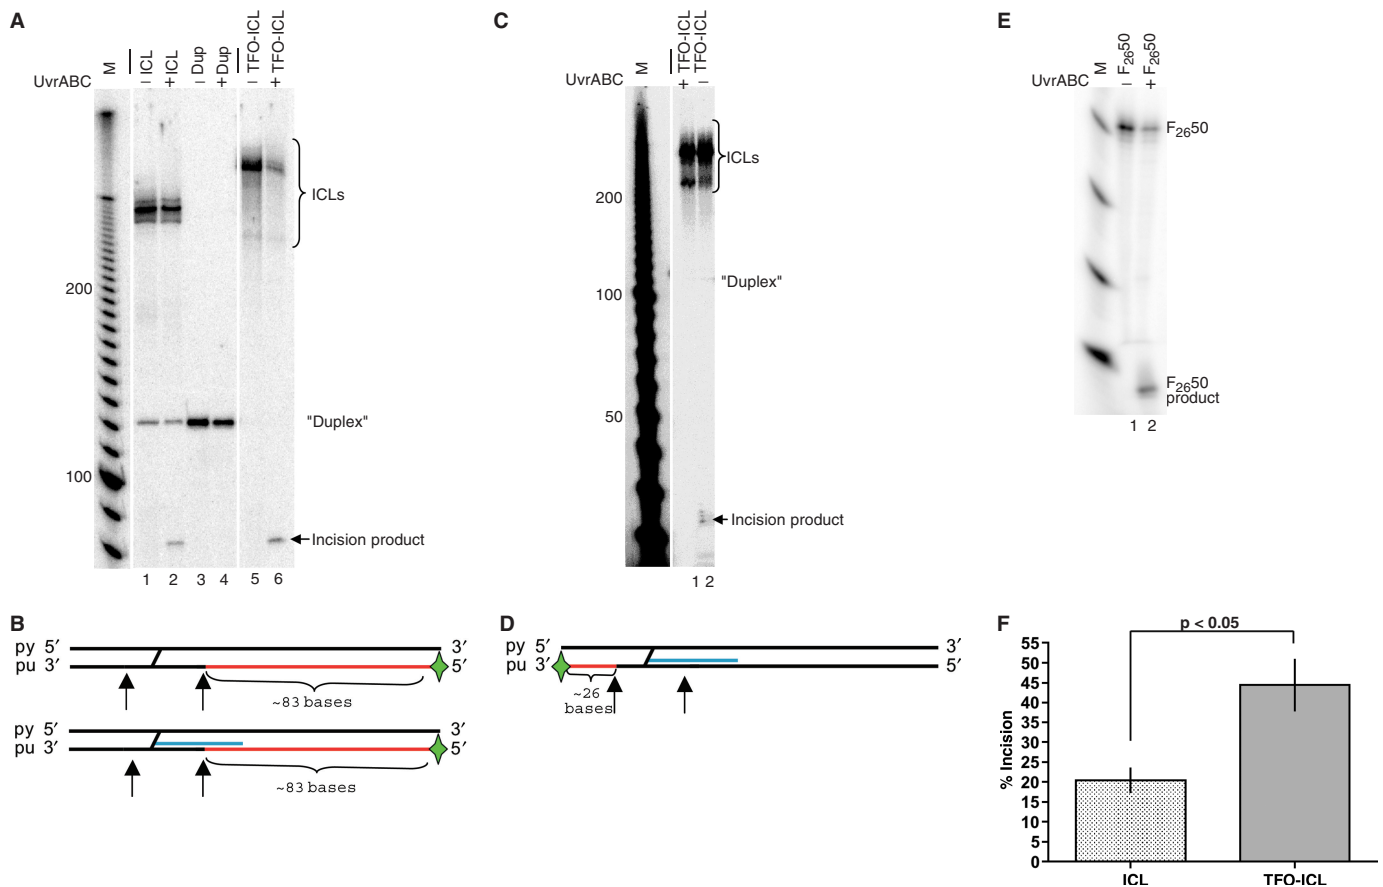 A
M
– ICL
+ ICL
– Dup
+ Dup
– TFO-ICL
+ TFO-ICL
UvrABC
ICLs
200
"Duplex"
100
Incision product
1 2 3 4 5 6
B
py 5′ 3′
pu 3′ 5′
~83 bases
py 5′ 3′
pu 3′ 5′
~83 bases
C
M
+ TFO-ICL
– TFO-ICL
UvrABC
ICLs
200
"Duplex"
100
50
Incision product
1 2
D
py 5′ 3′
pu 3′ 5′
~26
bases
E
M
– F₂₆50
+ F₂₆50
UvrABC
F₂₆50
F₂₆50
product
1 2
F
p < 0.05
% Incision
55
50
45
40
35
30
25
20
15
10
5
0
ICL TFO-ICL